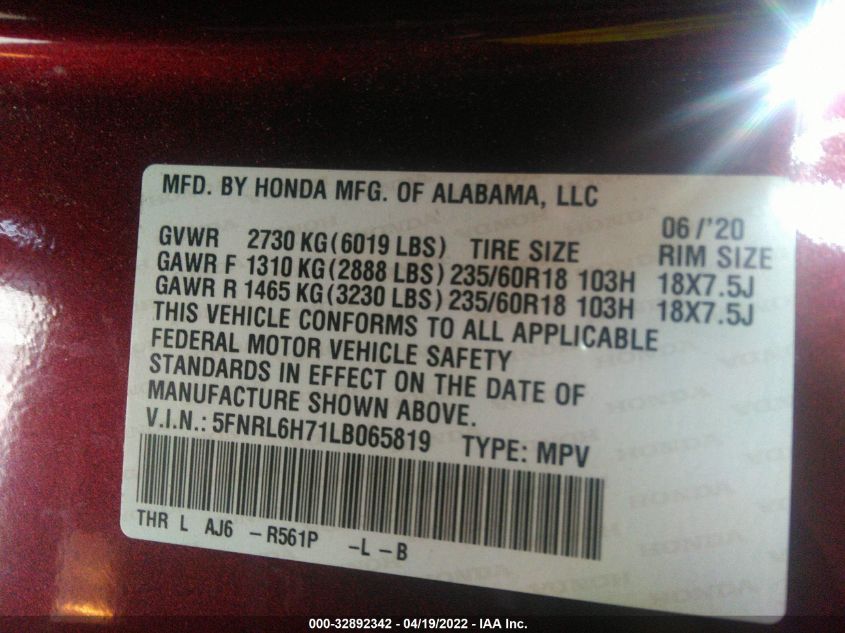 MFD. BY HONDA MFG. OF ALABAMA, LLC
06/'20
GVWR 2730 KG (6019 LBS) TIRE SIZE RIM SIZE
GAWR F 1310 KG (2888 LBS) 235/60R18 103H 18X7.5J
GAWR R 1465 KG (3230 LBS) 235/60R18 103H 18X7.5J
THIS VEHICLE CONFORMS TO ALL APPLICABLE
FEDERAL MOTOR VEHICLE SAFETY
STANDARDS IN EFFECT ON THE DATE OF
MANUFACTURE SHOWN ABOVE.
V.I.N.: 5FNRL6H71LB065819 TYPE: MPV
THR L AJ6 -R561P -L-B
000-32892342 - 04/19/2022 - IAA Inc.